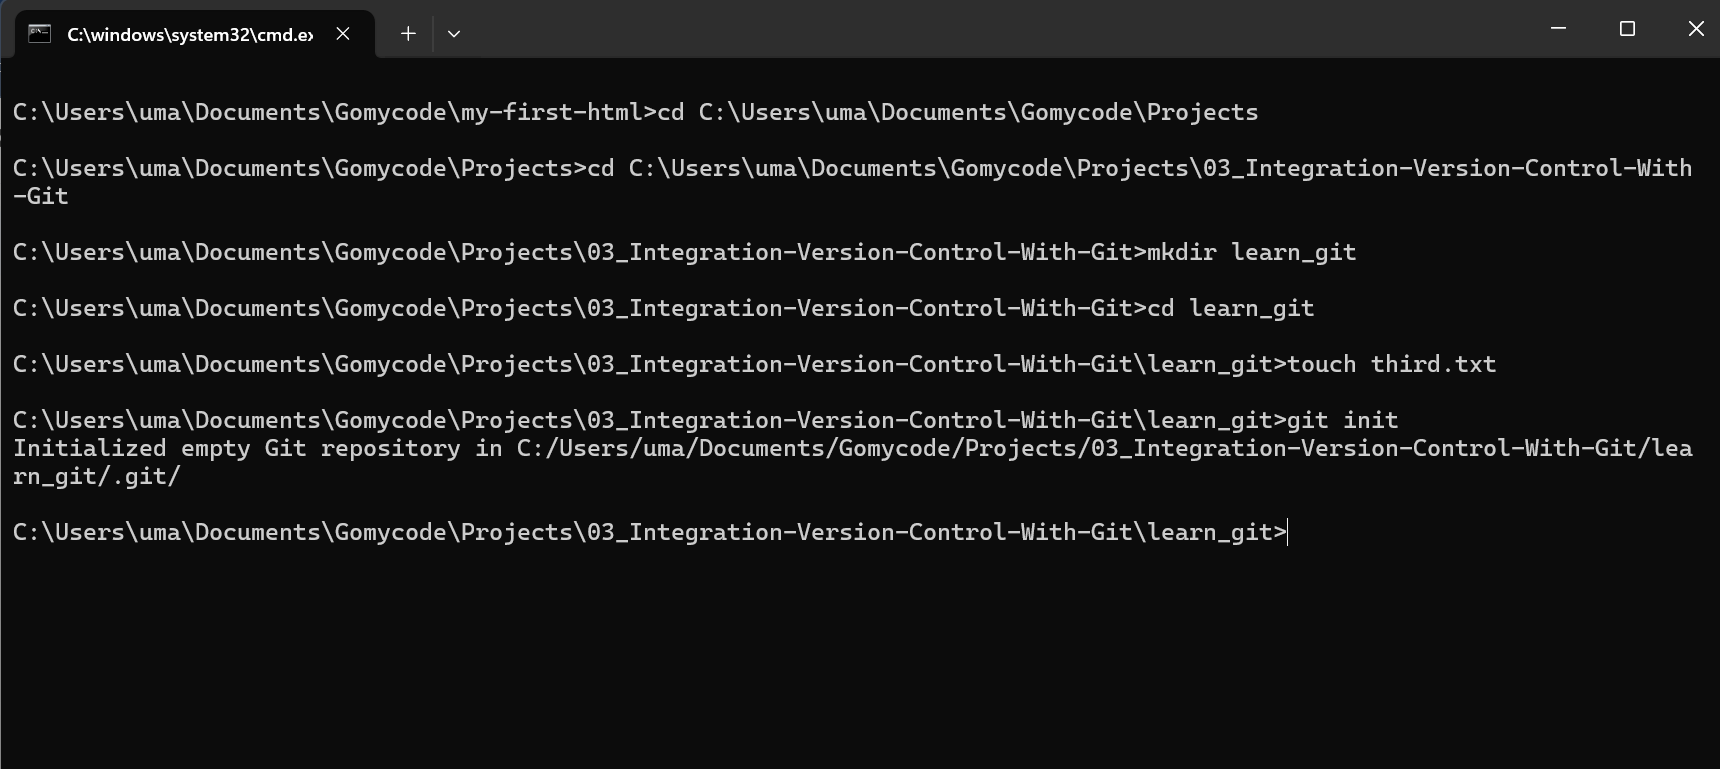 C:\windows\system32\cmd.ex
C:\Users\uma\Documents\Gomycode\my-first-html>cd C:\Users\uma\Documents\Gomycode\Projects
C:\Users\uma\Documents\Gomycode\Projects>cd C:\Users\uma\Documents\Gomycode\Projects\03_Integration-Version-Control-With
-Git
C:\Users\uma\Documents\Gomycode\Projects\03_Integration-Version-Control-With-Git>mkdir learn_git
C:\Users\uma\Documents\Gomycode\Projects\03_Integration-Version-Control-With-Git>cd learn_git
C:\Users\uma\Documents\Gomycode\Projects\03_Integration-Version-Control-With-Git\learn_git>touch third.txt
C:\Users\uma\Documents\Gomycode\Projects\03_Integration-Version-Control-With-Git\learn_git>git init
Initialized empty Git repository in C:/Users/uma/Documents/Gomycode/Projects/03_Integration-Version-Control-With-Git/lea
rn_git/.git/
C:\Users\uma\Documents\Gomycode\Projects\03_Integration-Version-Control-With-Git\learn_git>